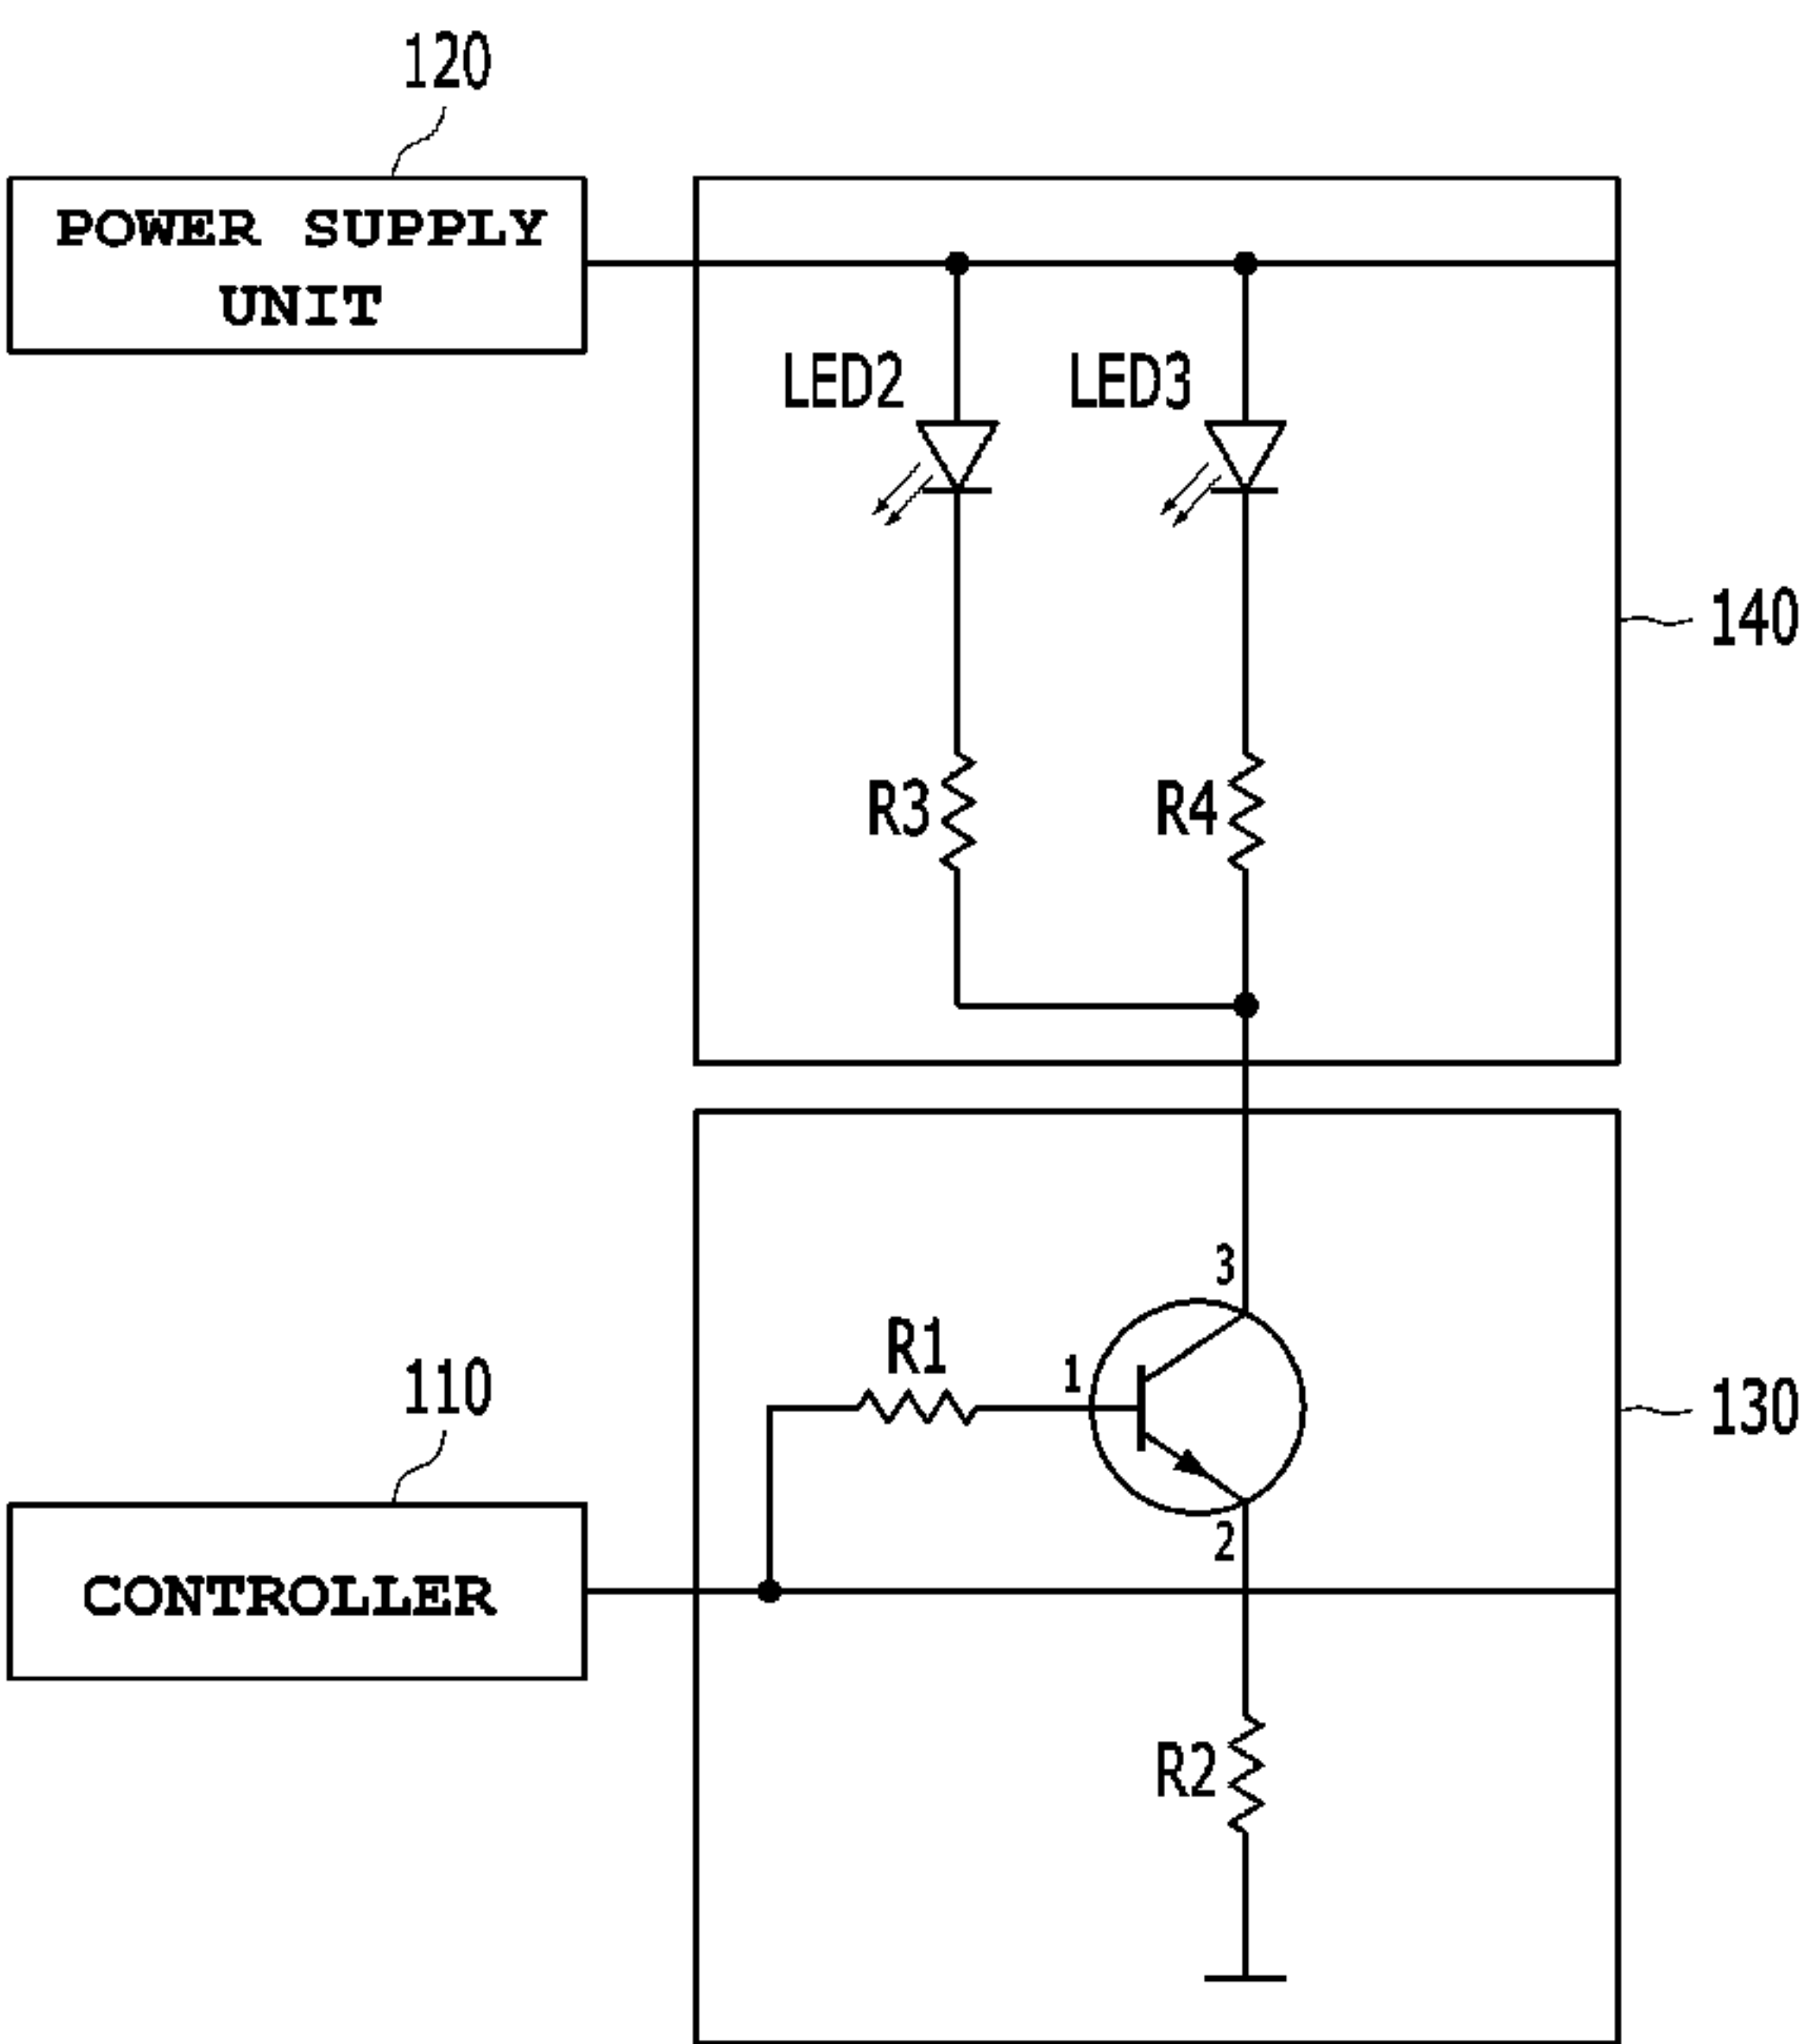 120
POWER SUPPLY
UNIT
LED2
LED3
140
R3
R4
3
R1
1
110
130
2
CONTROLLER
R2